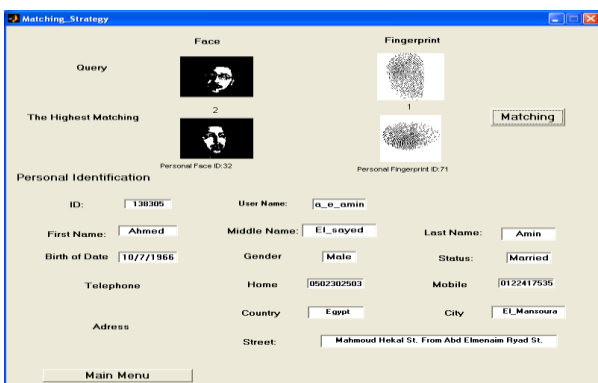 Matching_Strategy
Face Fingerprint
Query
2 1
The Highest Matching Matching
Personal Face ID:32 Personal Fingerprint ID:71
Personal Identification
ID: 138305 User Name: a_e_amin
First Name: Ahmed Middle Name: El_sayed Last Name: Amin
Birth of Date 10/7/1966 Gender Male Status: Married
Telephone Home 0502302503 Mobile 0122417535
Country Egypt City El_Mansoura
Adress
Street: Mahmoud Hekal St. From Abd Elmenaim Ryad St.
Main Menu